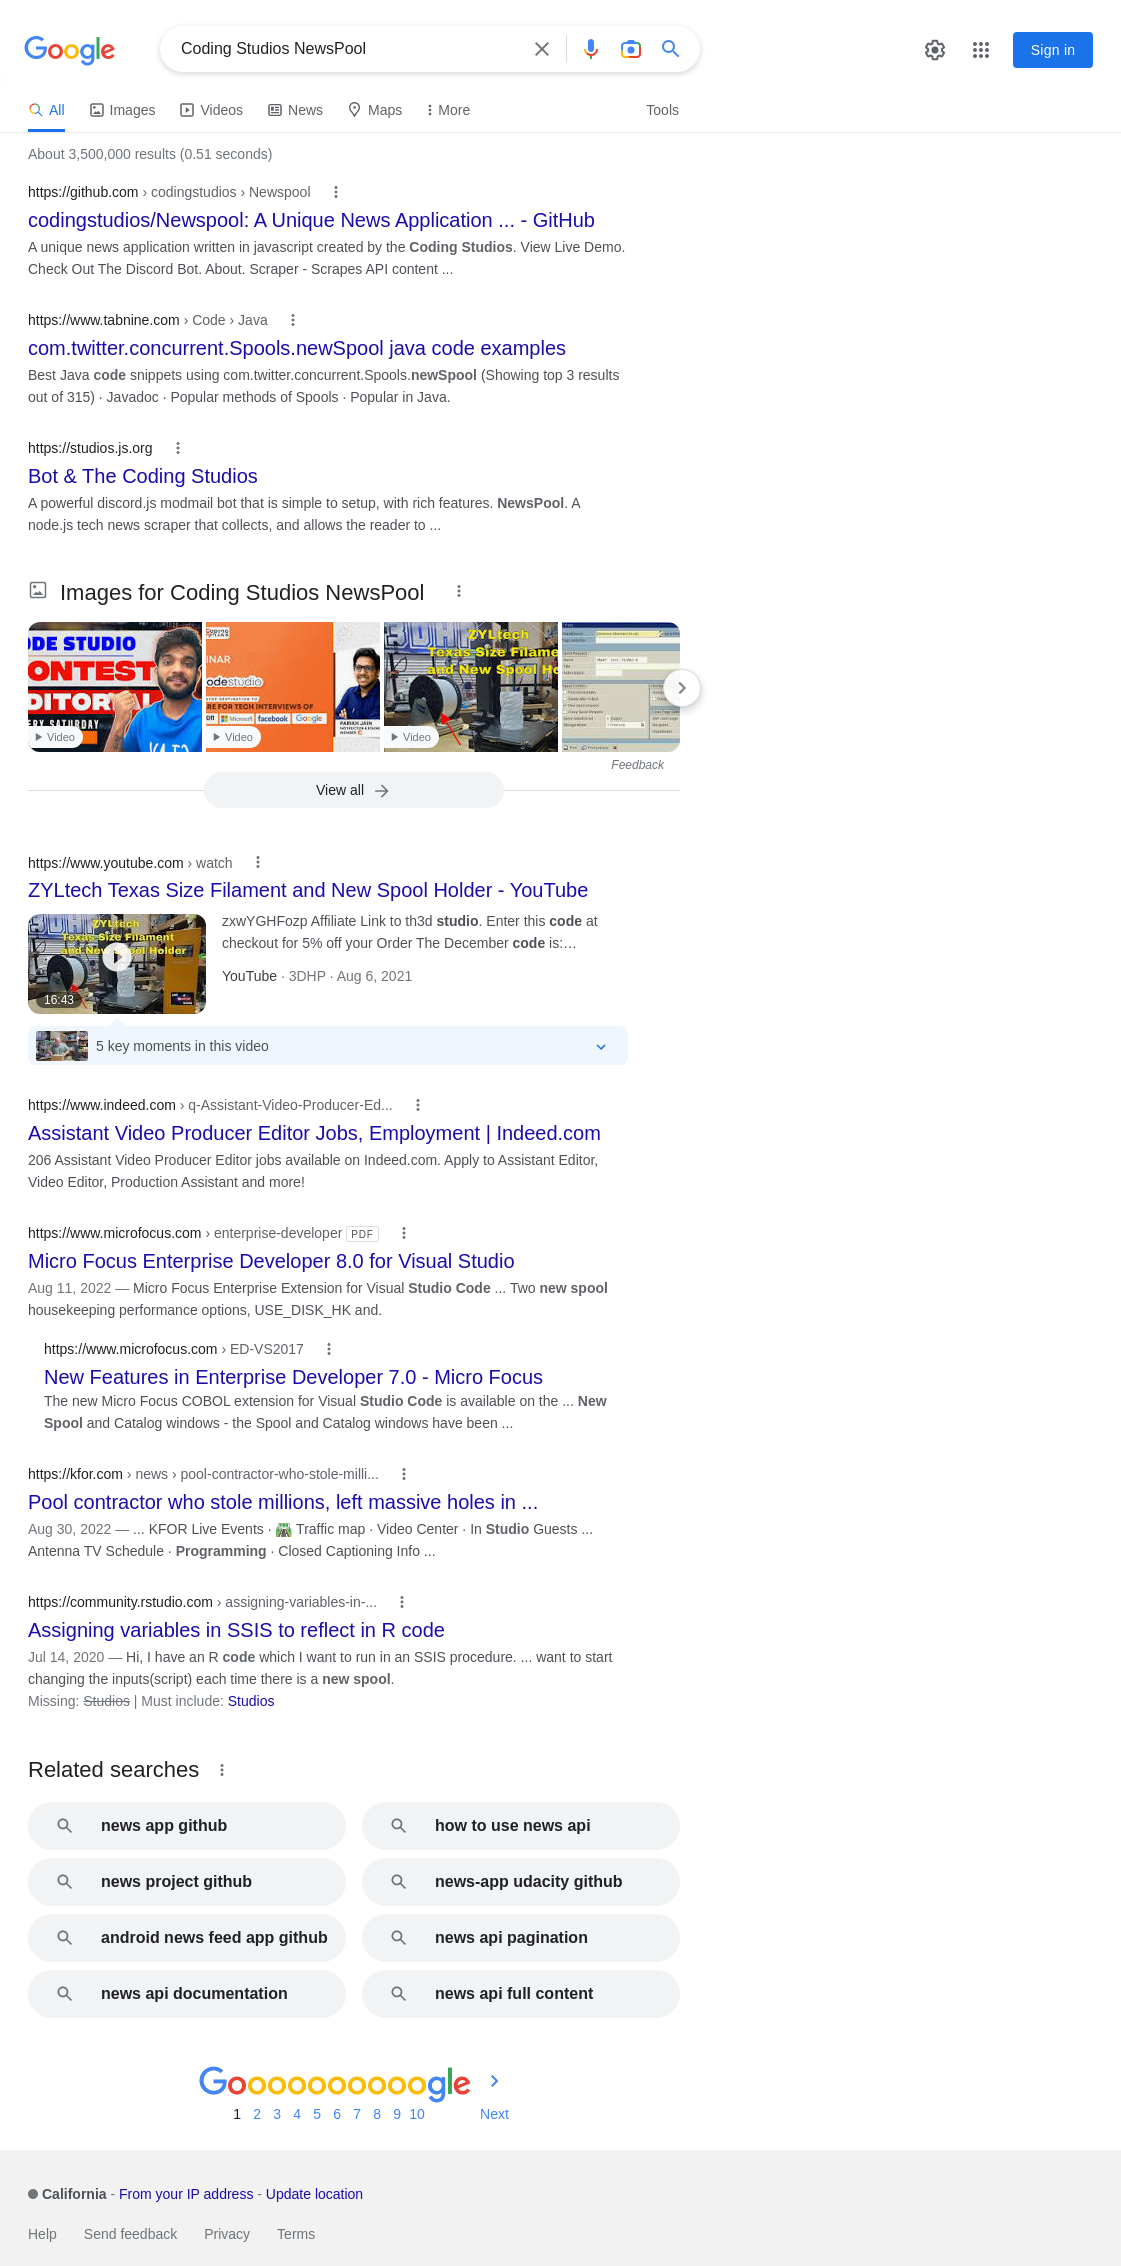 Google
Coding Studios NewsPool
Sign in
All
Images
Videos
News
Maps
More
Tools
About 3,500,000 results (0.51 seconds)
https://github.com › codingstudios › Newspool
codingstudios/Newspool: A Unique News Application ... - GitHub
A unique news application written in javascript created by the Coding Studios. View Live Demo.
Check Out The Discord Bot. About. Scraper - Scrapes API content ...
https://www.tabnine.com › Code › Java
com.twitter.concurrent.Spools.newSpool java code examples
Best Java code snippets using com.twitter.concurrent.Spools.newSpool (Showing top 3 results
out of 315) · Javadoc · Popular methods of Spools · Popular in Java.
https://studios.js.org
Bot & The Coding Studios
A powerful discord.js modmail bot that is simple to setup, with rich features. NewsPool. A
node.js tech news scraper that collects, and allows the reader to ...
Images for Coding Studios NewsPool
Video
Video
Video
Feedback
View all
https://www.youtube.com › watch
ZYLtech Texas Size Filament and New Spool Holder - YouTube
ZYLtech
Texas Size Filament
and New Spool Holder
16:43
zxwYGHFozp Affiliate Link to th3d studio. Enter this code at
checkout for 5% off your Order The December code is:…
YouTube · 3DHP · Aug 6, 2021
5 key moments in this video
https://www.indeed.com › q-Assistant-Video-Producer-Ed...
Assistant Video Producer Editor Jobs, Employment | Indeed.com
206 Assistant Video Producer Editor jobs available on Indeed.com. Apply to Assistant Editor,
Video Editor, Production Assistant and more!
https://www.microfocus.com › enterprise-developer PDF
Micro Focus Enterprise Developer 8.0 for Visual Studio
Aug 11, 2022 — Micro Focus Enterprise Extension for Visual Studio Code ... Two new spool
housekeeping performance options, USE_DISK_HK and.
https://www.microfocus.com › ED-VS2017
New Features in Enterprise Developer 7.0 - Micro Focus
The new Micro Focus COBOL extension for Visual Studio Code is available on the ... New
Spool and Catalog windows - the Spool and Catalog windows have been ...
https://kfor.com › news › pool-contractor-who-stole-milli...
Pool contractor who stole millions, left massive holes in ...
Aug 30, 2022 — ... KFOR Live Events · 🛣️ Traffic map · Video Center · In Studio Guests ...
Antenna TV Schedule · Programming · Closed Captioning Info ...
https://community.rstudio.com › assigning-variables-in-...
Assigning variables in SSIS to reflect in R code
Jul 14, 2020 — Hi, I have an R code which I want to run in an SSIS procedure. ... want to start
changing the inputs(script) each time there is a new spool.
Missing: Studios | Must include: Studios
Related searches
news app github
how to use news api
news project github
news-app udacity github
android news feed app github
news api pagination
news api documentation
news api full content
Goooooooooogle
1 2 3 4 5 6 7 8 9 10 Next
California - From your IP address - Update location
Help Send feedback Privacy Terms